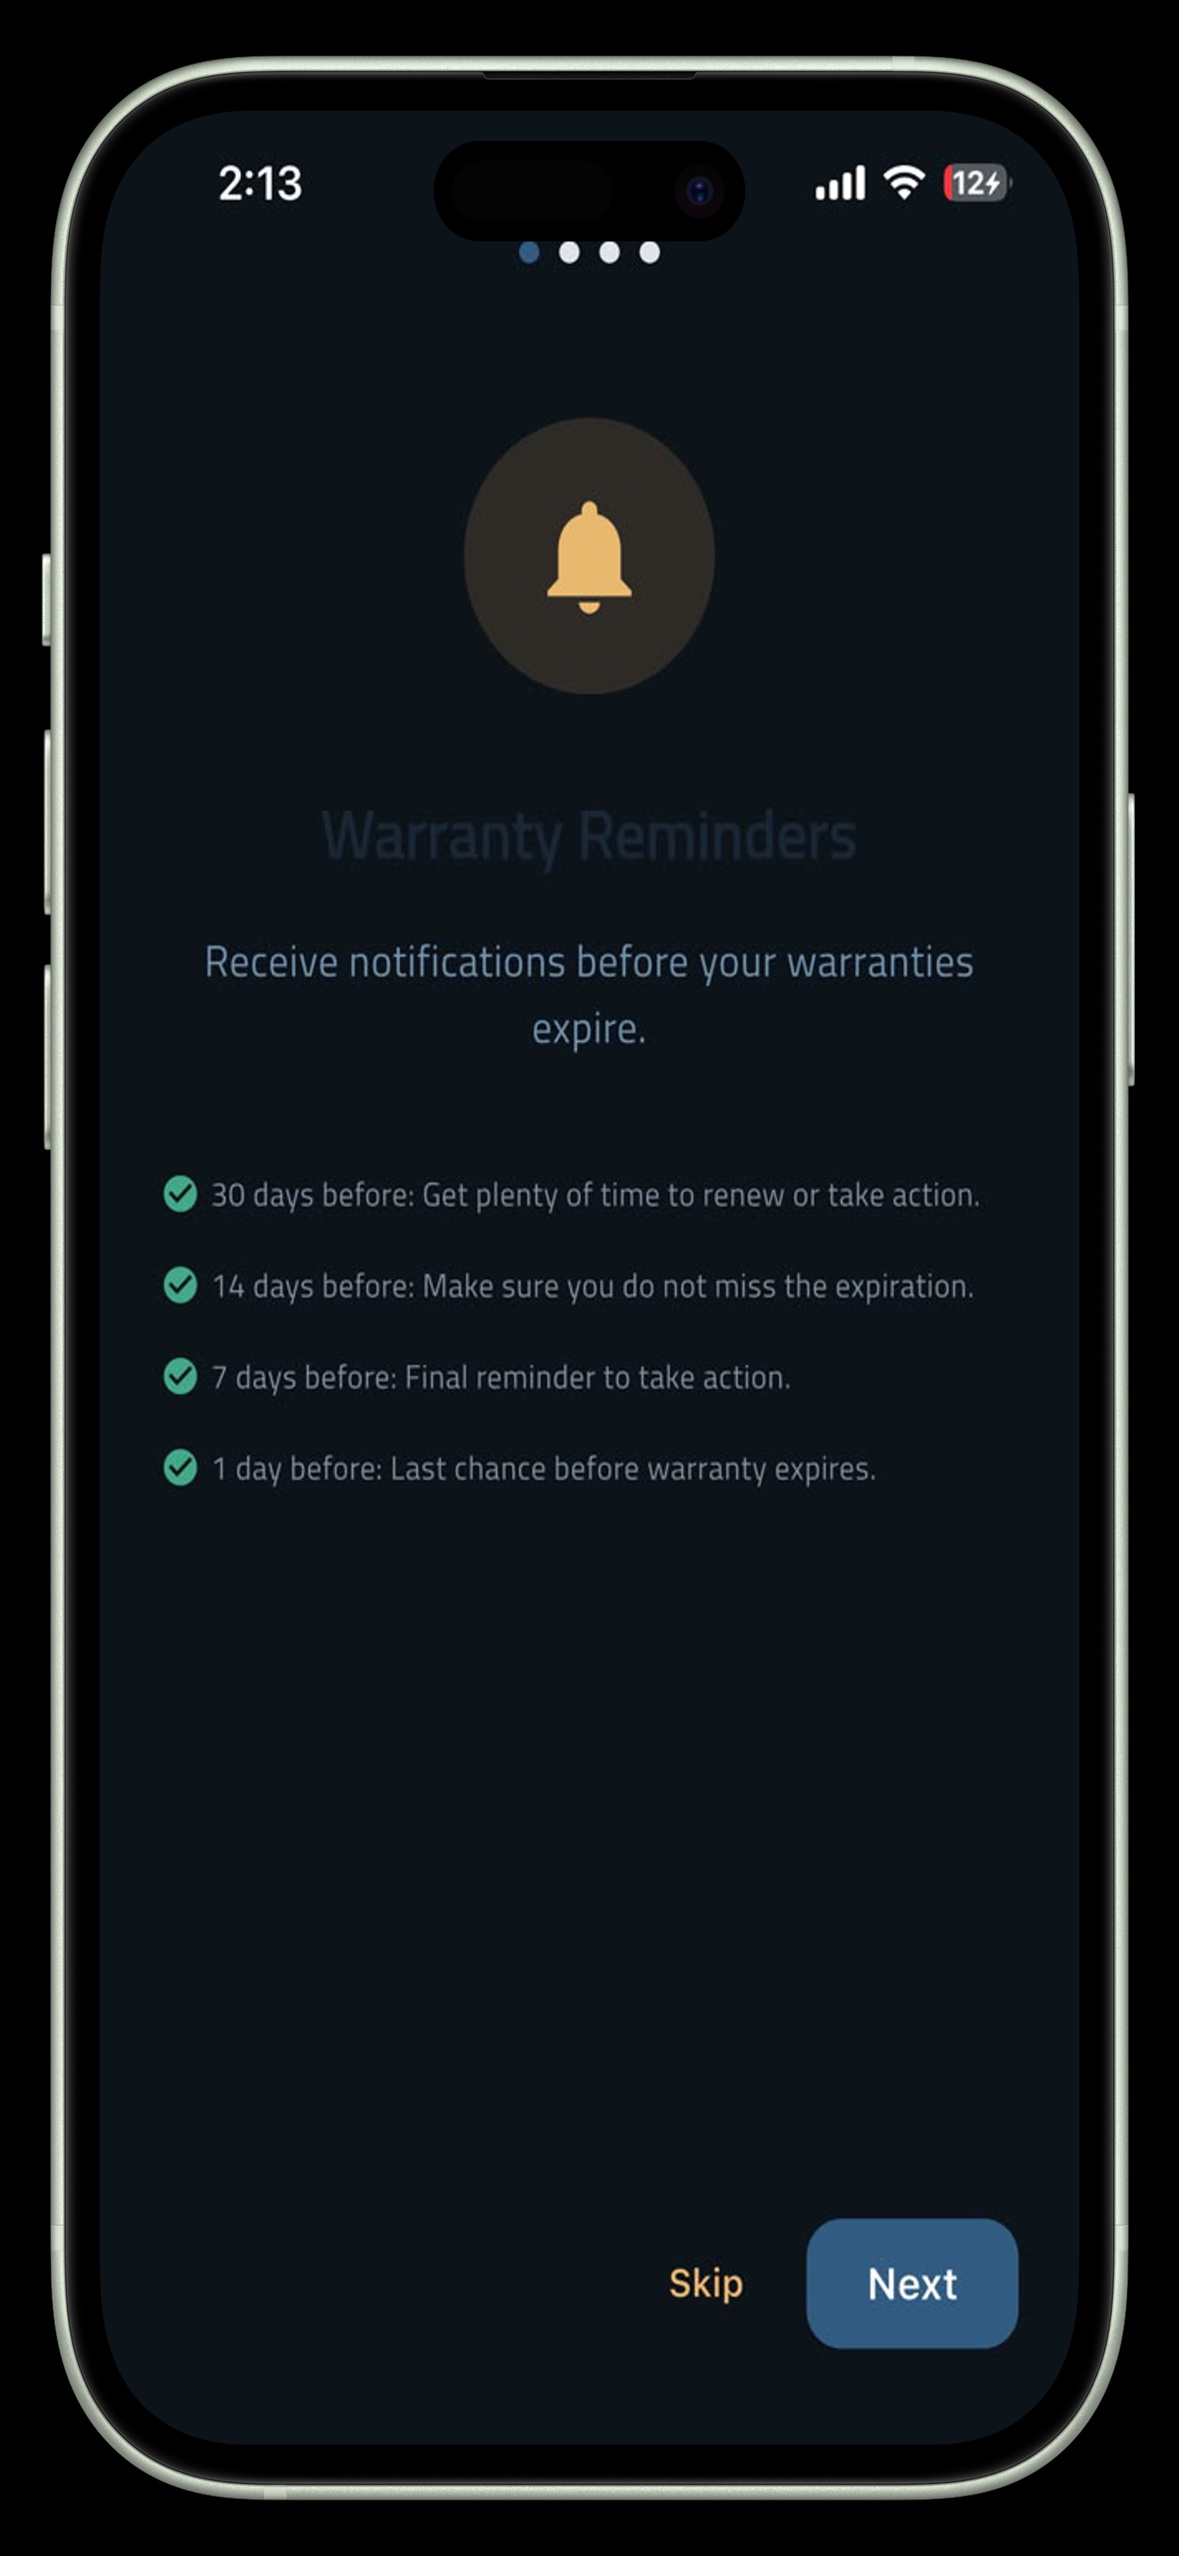 2:13
12
Warranty Reminders
Receive notifications before your warranties
expire.
30 days before: Get plenty of time to renew or take action.
14 days before: Make sure you do not miss the expiration.
7 days before: Final reminder to take action.
1 day before: Last chance before warranty expires.
Skip
Next